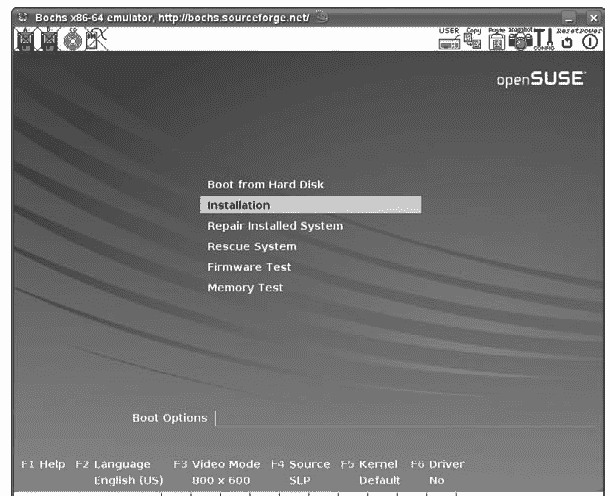 Bochs x86-64 emulator, http://bochs.sourceforge.net/
USER Copy Paste Snapshot CONFIG Reset Power
openSUSE
Boot from Hard Disk
Installation
Repair Installed System
Rescue System
Firmware Test
Memory Test
Boot Options
F1 Help F2 Language F3 Video Mode F4 Source F5 Kernel F6 Driver
English (US) 800 x 600 SLP Default No